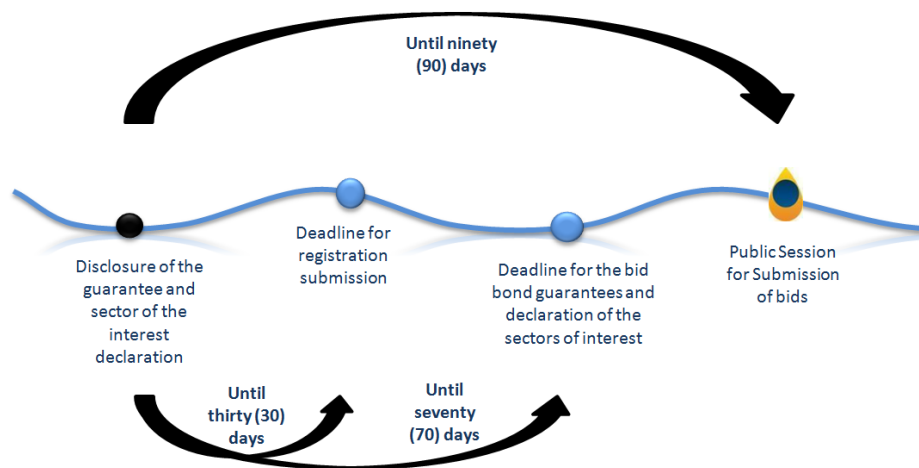 Until ninety
(90) days
Disclosure of the
guarantee and
sector of the
interest
declaration
Deadline for
registration
submission
Deadline for the bid
bond guarantees and
declaration of the
sectors of interest
Public Session
for Submission
of bids
Until
thirty (30)
days
Until
seventy
(70) days